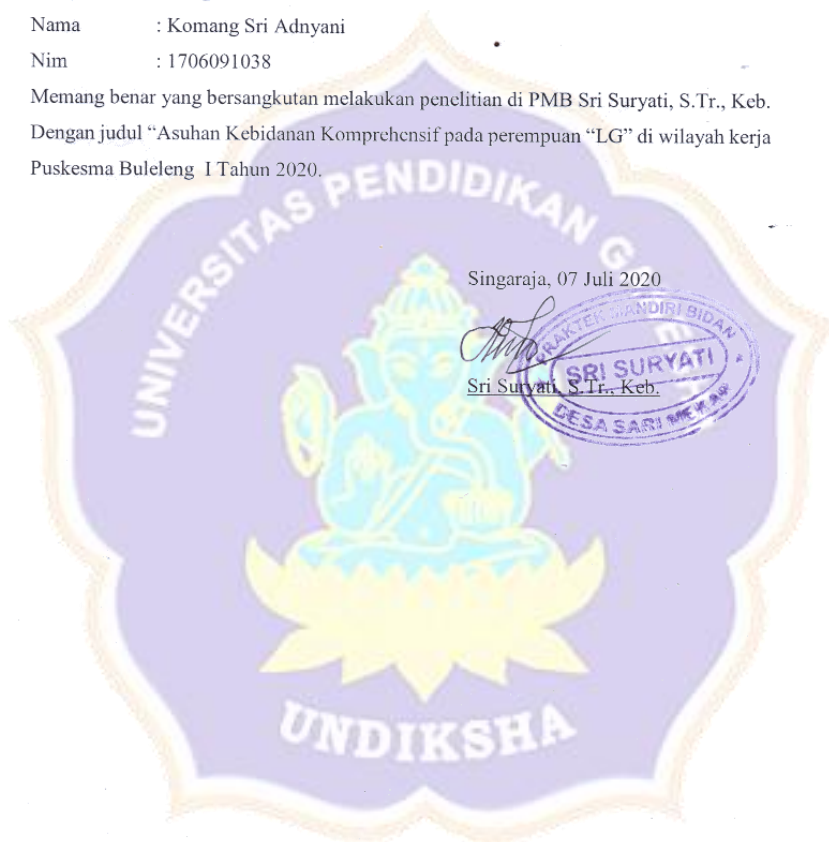 Nama : Komang Sri Adnyani
Nim : 1706091038
Memang benar yang bersangkutan melakukan penelitian di PMB Sri Suryati, S.Tr., Keb.
Dengan judul “Asuhan Kebidanan Komprehensif pada perempuan “LG” di wilayah kerja
Puskesma Buleleng I Tahun 2020.
UNIVERSITAS PENDIDIKAN
Singaraja, 07 Juli 2020
PRAKTEK MANDIRI BIDAN
SRI SURYATI
DESA SARI MEKAR
Sri Suryati, S.Tr., Keb.
UNDIKSHA